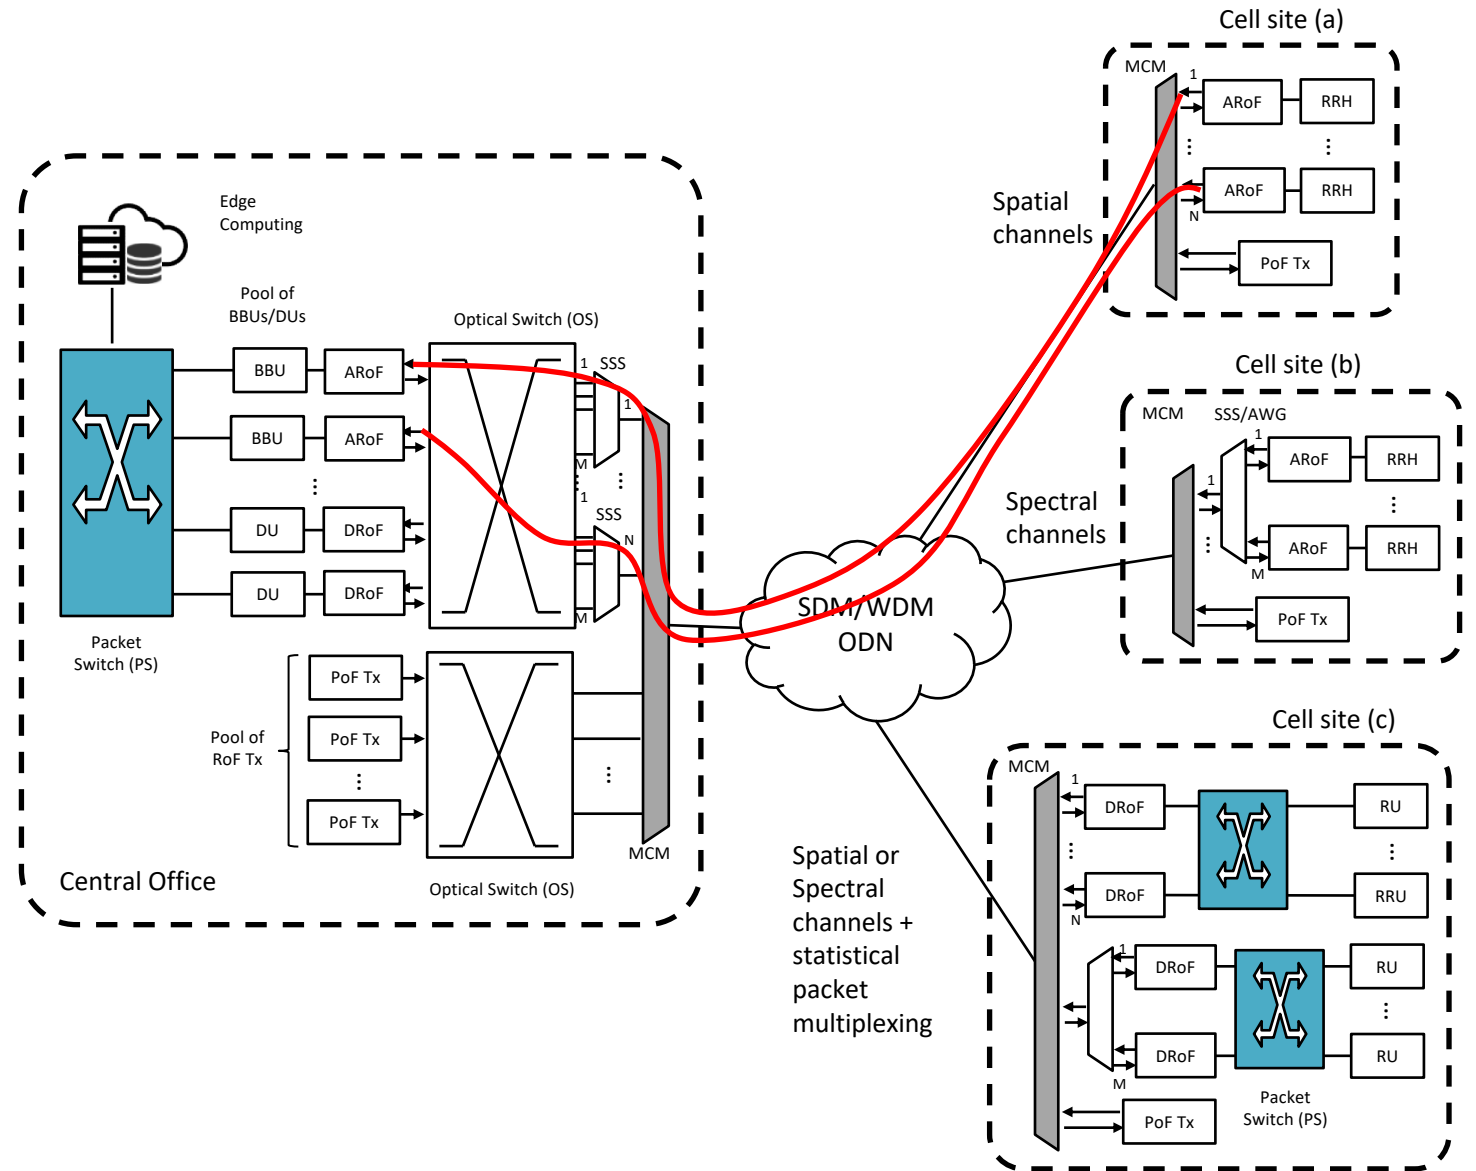 Cell site (a)
MCM
1
ARoF
RRH
...
...
ARoF
RRH
N
PoF Tx
Spatial
channels
Edge
Computing
Pool of
BBUs/DUs
Optical Switch (OS)
BBU
ARoF
1
SSS
1
BBU
ARoF
M
...
...
...
1
SSS
N
DU
DRoF
DU
DRoF
M
Packet
Switch (PS)
PoF Tx
Pool of
RoF Tx
PoF Tx
...
...
PoF Tx
MCM
Optical Switch (OS)
Central Office
SDM/WDM
ODN
Cell site (b)
MCM
SSS/AWG
1
ARoF
RRH
1
...
...
ARoF
RRH
M
PoF Tx
Spectral
channels
Cell site (c)
MCM
1
DRoF
RU
...
...
DRoF
RRU
N
1
DRoF
RU
...
DRoF
RU
M
Packet
Switch (PS)
PoF Tx
Spatial or
Spectral
channels +
statistical
packet
multiplexing